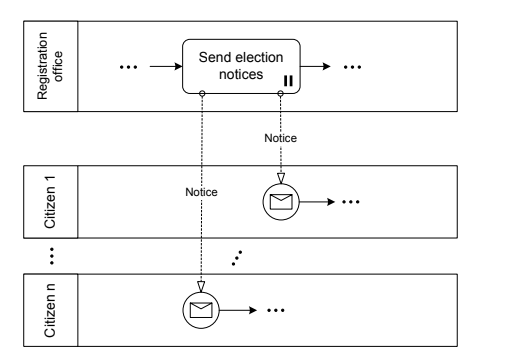 Registration
office
Send election
notices
Notice
Citizen 1
Notice
Citizen n